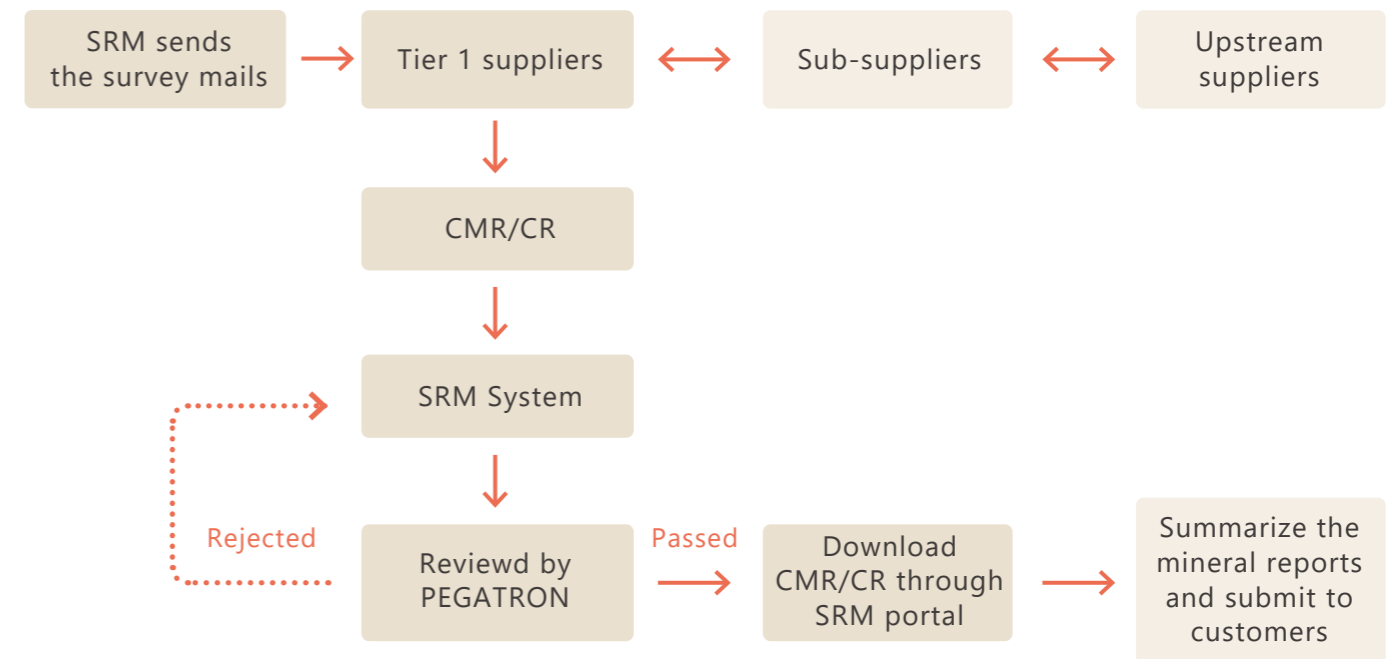 SRM sends
the survey mails
Tier 1 suppliers
Sub-suppliers
Upstream
suppliers
CMR/CR
SRM System
Rejected
Reviewd by
PEGATRON
Passed
Download
CMR/CR through
SRM portal
Summarize the
mineral reports
and submit to
customers